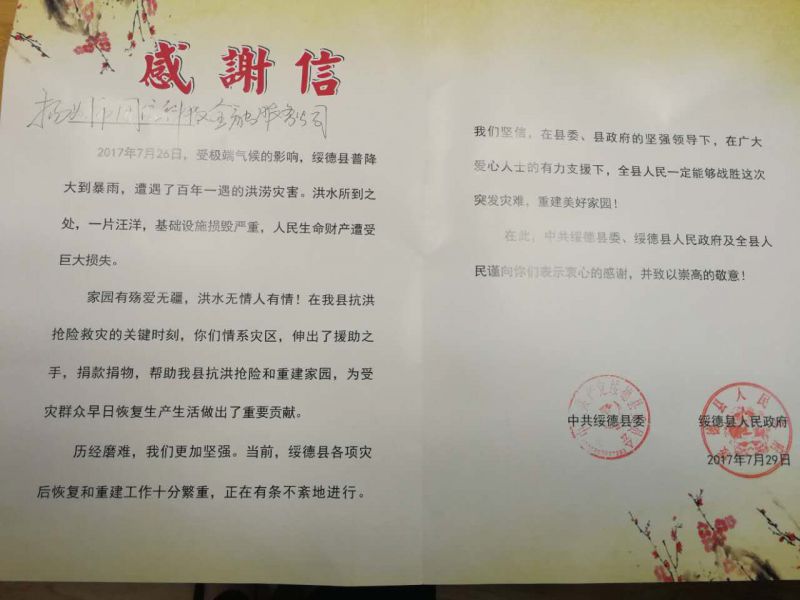 感謝信
科技金融服务公司
2017年7月26日，受极端气候的影响，绥德县普降
大到暴雨，遭遇了百年一遇的洪涝灾害。洪水所到之
处，一片汪洋，基础设施损毁严重，人民生命财产遭受
巨大损失。
家园有殇爱无疆，洪水无情人有情！在我县抗洪
抢险救灾的关键时刻，你们情系灾区，伸出了援助之
手，捐款捐物，帮助我县抗洪抢险和重建家园，为受
灾群众早日恢复生产生活做出了重要贡献。
历经磨难，我们更加坚强。当前，绥德县各项灾
后恢复和重建工作十分繁重，正在有条不紊地进行。
我们坚信，在县委、县政府的坚强领导下，在广大
爱心人士的有力支援下，全县人民一定能够战胜这次
突发灾难，重建美好家园！
在此，中共绥德县委、绥德县人民政府及全县人
民谨向你们表示衷心的感谢，并致以崇高的敬意！
中共绥德县委
绥德县人民政府
2017年7月29日